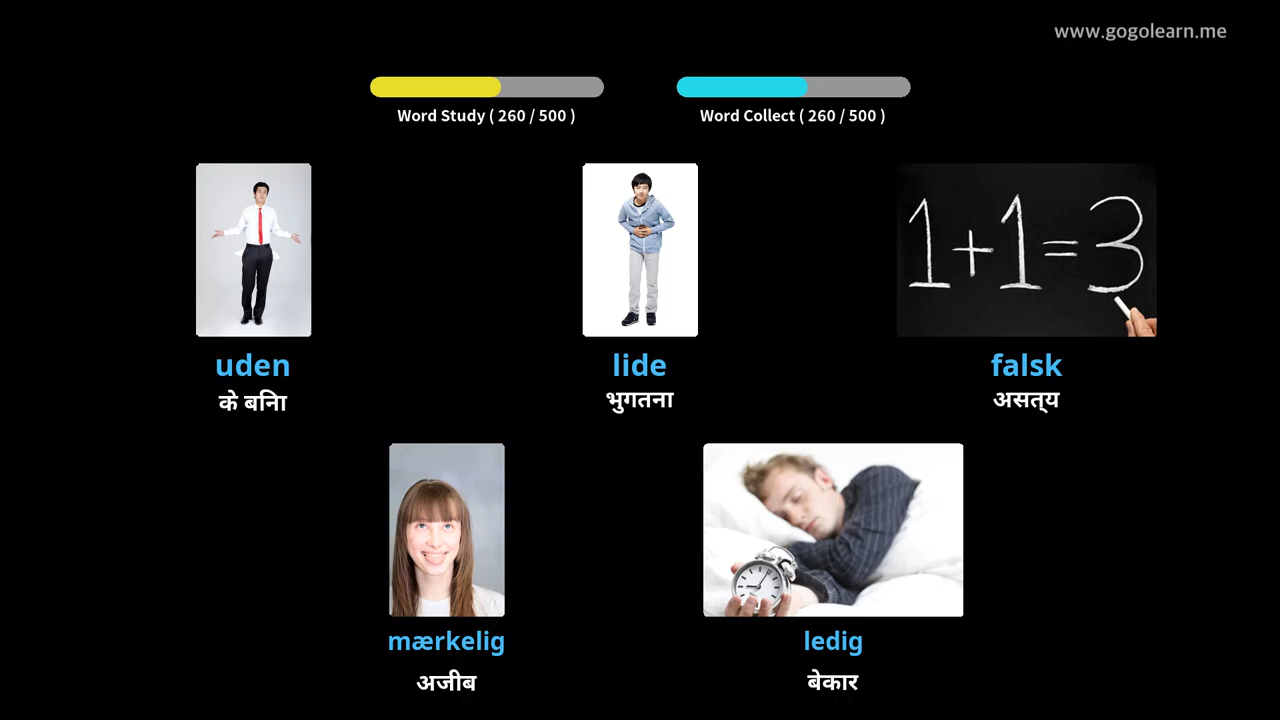 www.gogolearn.me
Word Study ( 260 / 500 )
Word Collect ( 260 / 500 )
1+1=3
uden
के बिना
lide
भुगतना
falsk
असत्य
mærkelig
अजीब
ledig
बेकार